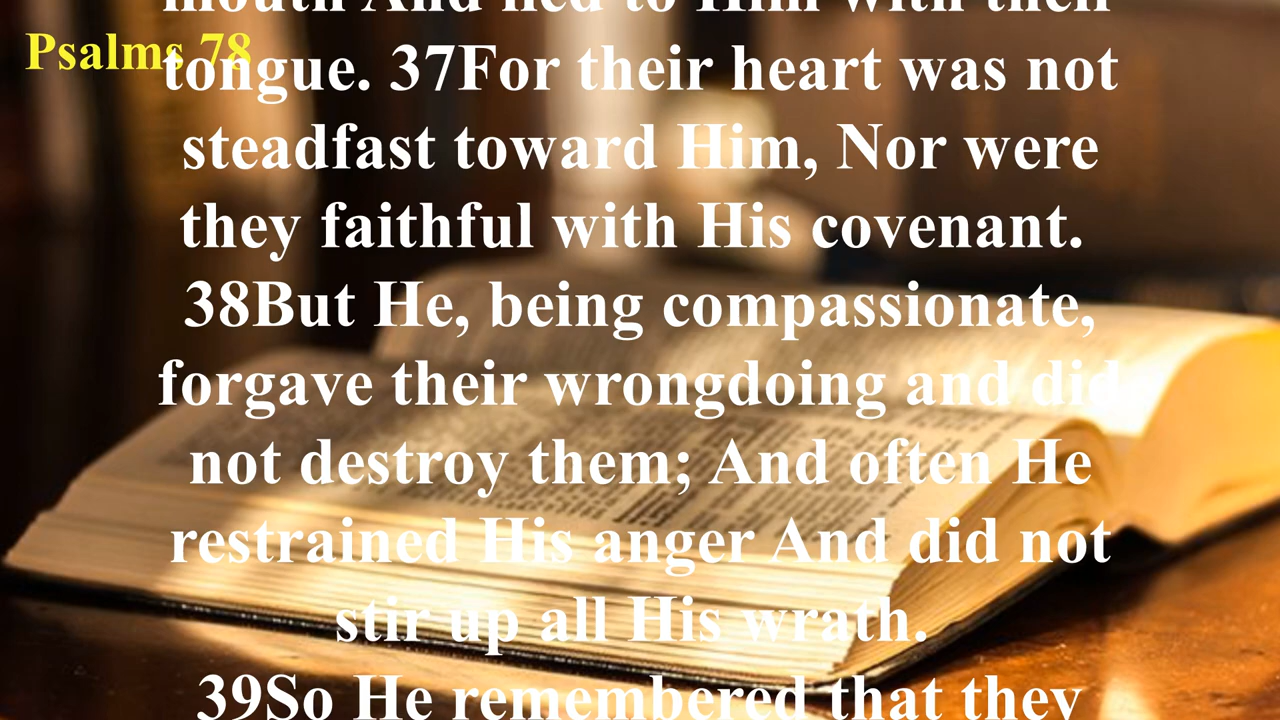 mouth And lied to Him with their
Psalms 78
tongue. 37For their heart was not
steadfast toward Him, Nor were
they faithful with His covenant.
38But He, being compassionate,
forgave their wrongdoing and did
not destroy them; And often He
restrained His anger And did not
stir up all His wrath.
39So He remembered that they